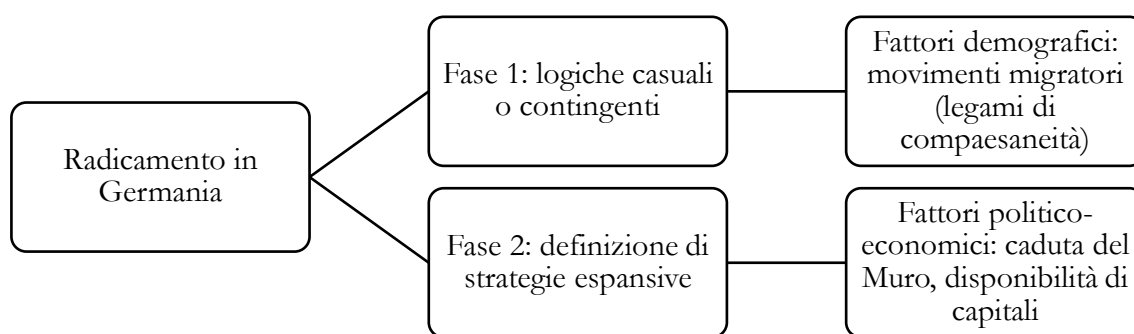 Radicamento in
Germania
Fase 1: logiche casuali
o contingenti
Fattori demografici:
movimenti migratori
(legami di
compaesaneità)
Fase 2: definizione di
strategie espansive
Fattori politico-
economici: caduta del
Muro, disponibilità di
capitali